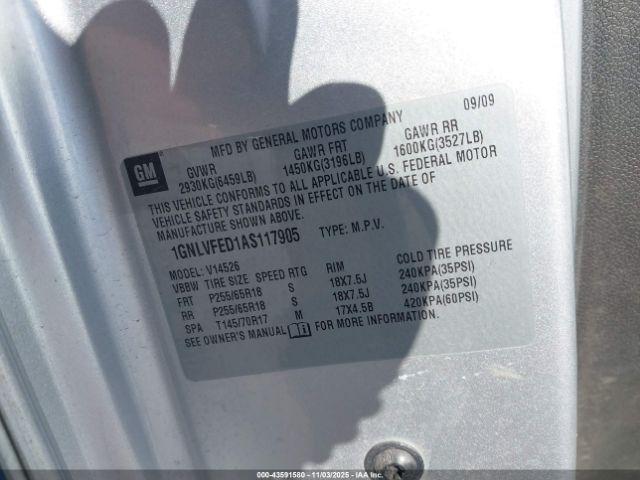 09/09
MFD BY GENERAL MOTORS COMPANY
GM
GVWR GAWR FRT GAWR RR
2930KG(6459LB) 1450KG(3196LB) 1600KG(3527LB)
THIS VEHICLE CONFORMS TO ALL APPLICABLE U.S. FEDERAL MOTOR
VEHICLE SAFETY STANDARDS IN EFFECT ON THE DATE OF
MANUFACTURE SHOWN ABOVE.
1GNLVFED1AS117905 TYPE: M.P.V.
MODEL: V14526
VBBW TIRE SIZE SPEED RTG RIM COLD TIRE PRESSURE
FRT P255/65R18 S 18X7.5J 240KPA(35PSI)
RR P255/65R18 S 18X7.5J 240KPA(35PSI)
SPA T145/70R17 M 17X4.5B 420KPA(60PSI)
SEE OWNER'S MANUAL FOR MORE INFORMATION.
000-43591580 - 11/03/2025 - IAAI.COM